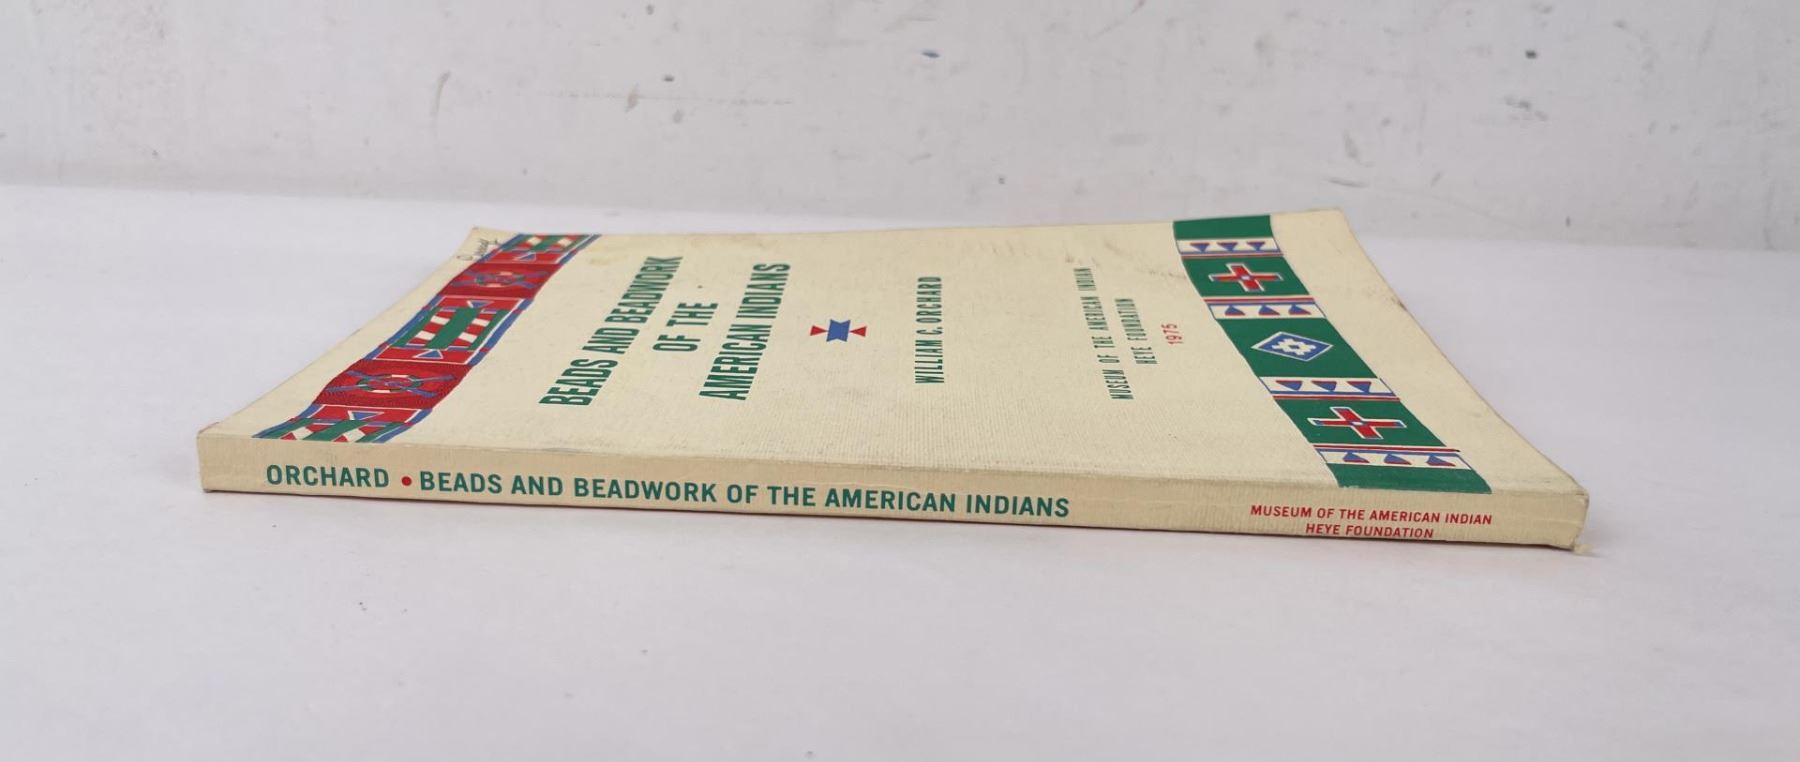 BEADS AND BEADWORK
OF THE
AMERICAN INDIANS
WILLIAM C. ORCHARD
MUSEUM OF THE AMERICAN INDIAN
HEYE FOUNDATION
1975
ORCHARD • BEADS AND BEADWORK OF THE AMERICAN INDIANS
MUSEUM OF THE AMERICAN INDIAN
HEYE FOUNDATION